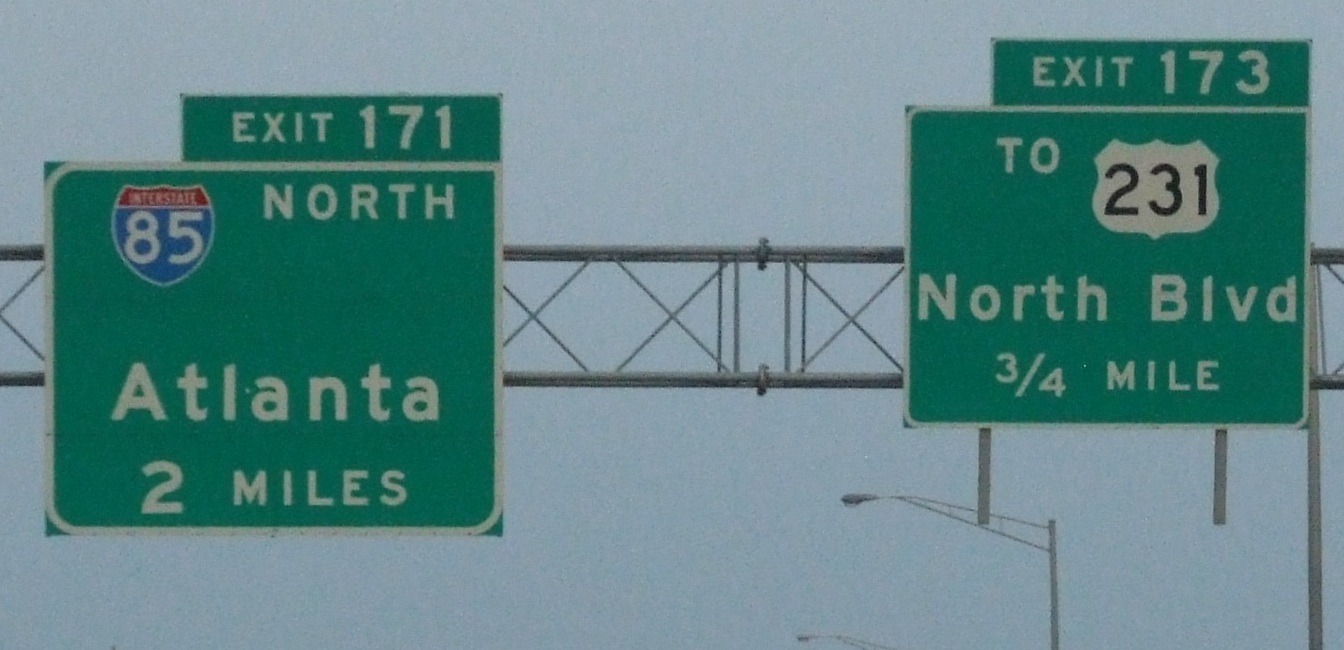 EXIT 171
INTERSTATE
85 NORTH
Atlanta
2 MILES
EXIT 173
TO 231
North Blvd
3/4 MILE